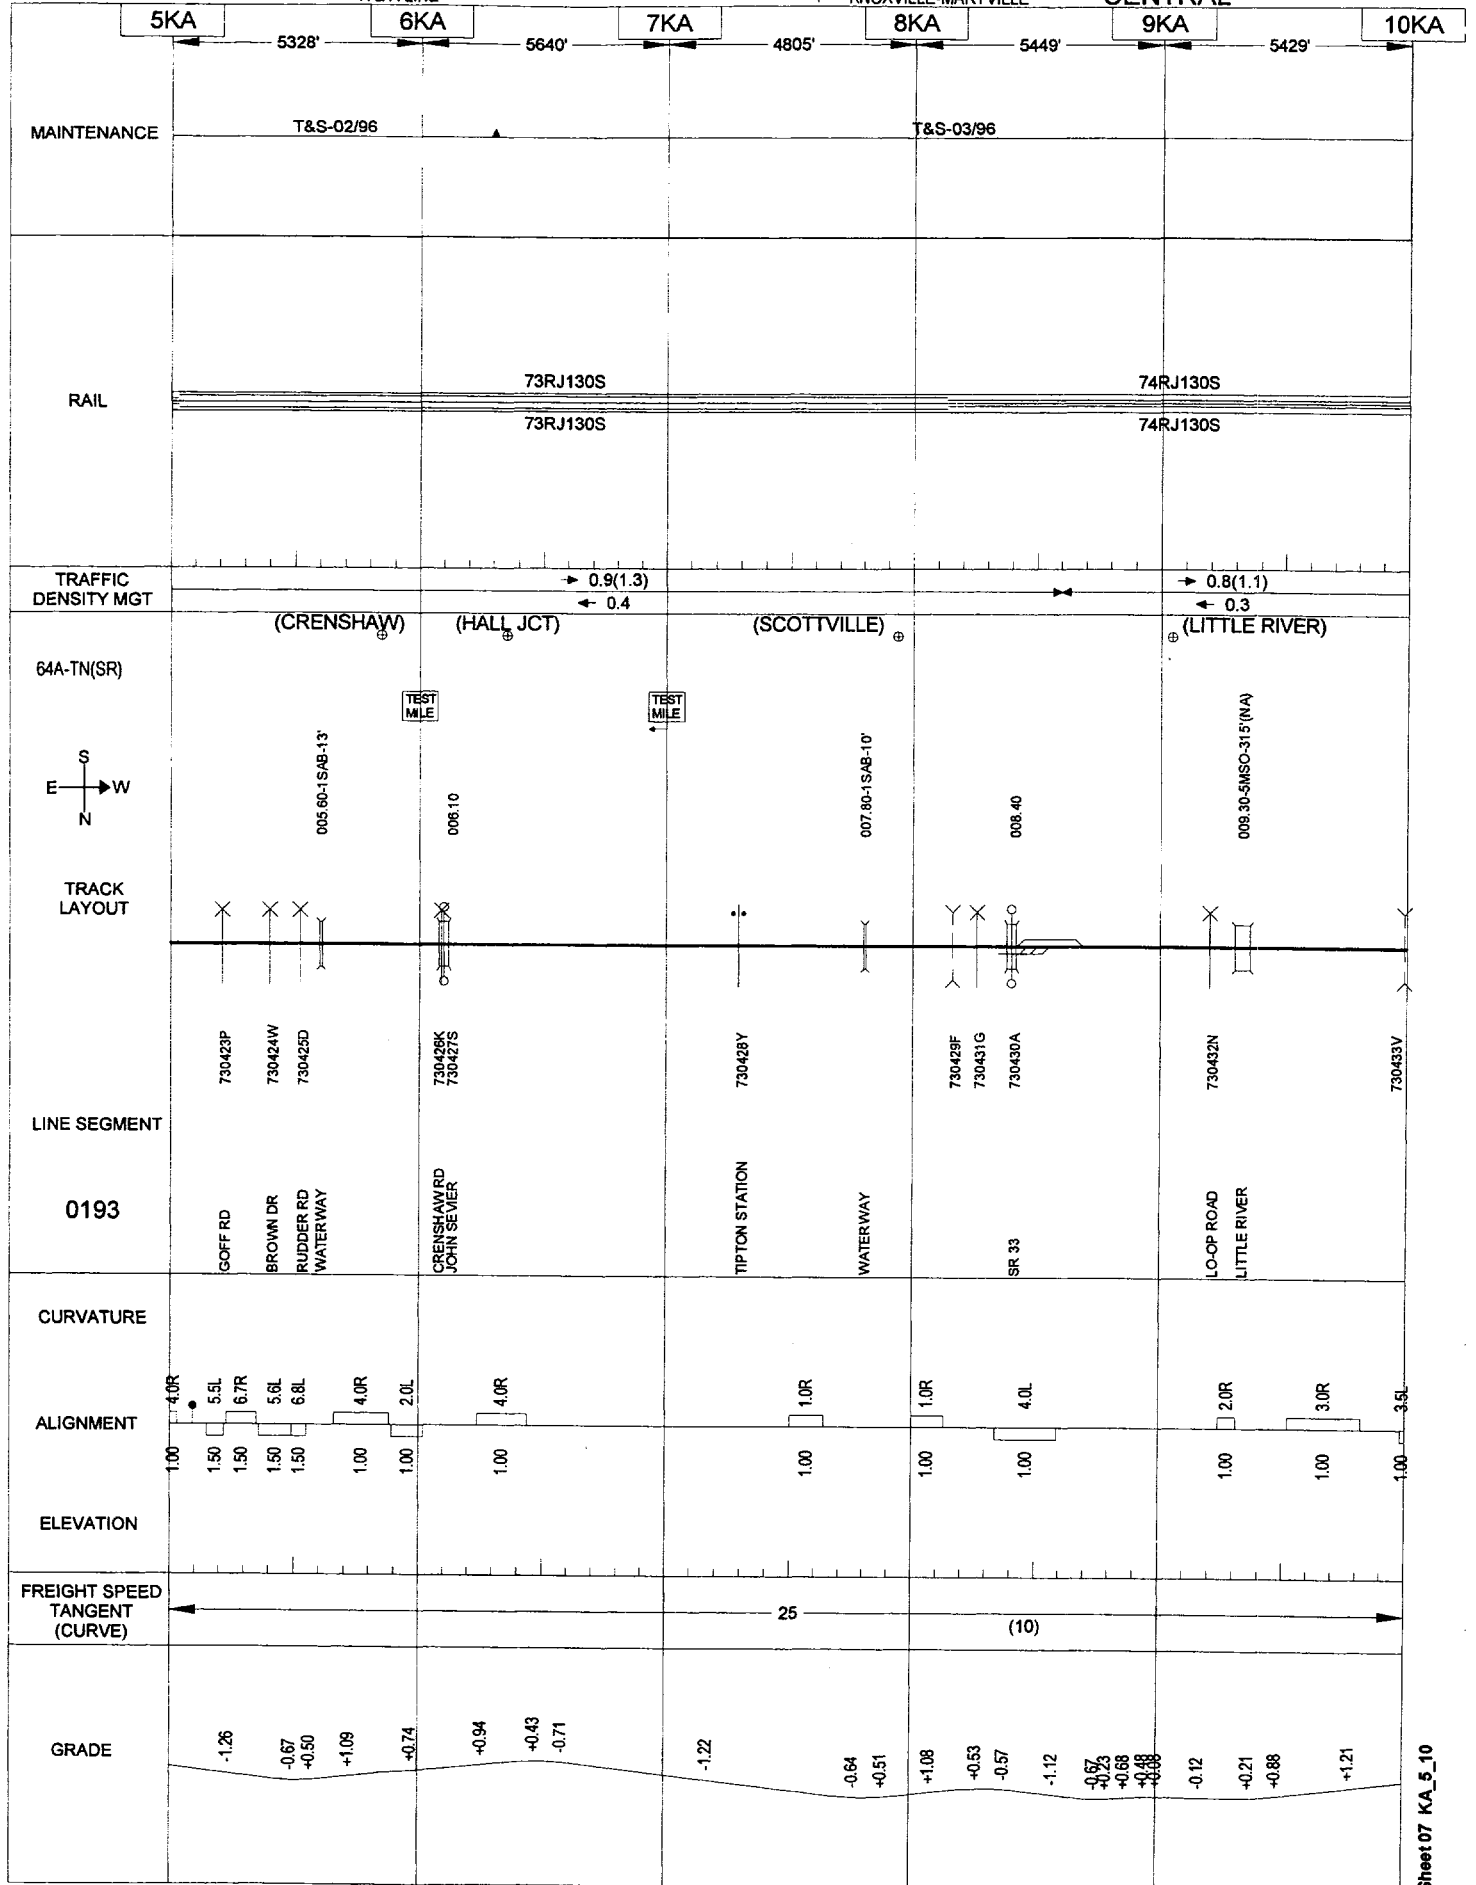 KNOXVILLE-MARYVILLE CENTRAL
5KA 6KA 7KA 8KA 9KA 10KA
5328' 5640' 4805' 5449' 5429'
MAINTENANCE
T&S-02/96 T&S-03/96
RAIL
73RJ130S 74RJ130S
73RJ130S 74RJ130S
TRAFFIC
DENSITY MGT
0.9(1.3) 0.8(1.1)
0.4 0.3
(CRENSHAW) (HALL JCT) (SCOTTVILLE) (LITTLE RIVER)
64A-TN(SR)
TEST
MILE
TEST
MILE
S
E W
N
005.60-1SAB-13'
006.10
007.80-1SAB-10'
008.40
009.30-5MSO-315'(NA)
TRACK
LAYOUT
730423P
730424W
730425D
730426K
730427S
730428Y
730429F
730431G
730430A
730432N
730433V
LINE SEGMENT
0193
GOFF RD
BROWN DR
RUDDER RD
WATERWAY
CRENSHAW RD
JOHN SEVIER
TIPTON STATION
WATERWAY
SR 33
LO-OP ROAD
LITTLE RIVER
CURVATURE
4.0R 5.5L 6.7R 5.6L 6.8L 4.0R 2.0L 4.0R 1.0R 1.0R 4.0L 2.0R 3.0R 3.5L
ALIGNMENT
1.00 1.50 1.50 1.50 1.50 1.00 1.00 1.00 1.00 1.00 1.00 1.00 1.00 1.00
ELEVATION
FREIGHT SPEED
TANGENT
(CURVE)
25
(10)
GRADE
-1.26 -0.67 +0.50 +1.09 +0.74 +0.94 +0.43 -0.71 -1.22 -0.64 +0.51 +1.08 +0.53 -0.57 -1.12 -0.67 +0.23 +0.68 +0.48 +0.08 -0.12 +0.21 +0.88 +1.21
Sheet 07 KA_5_10